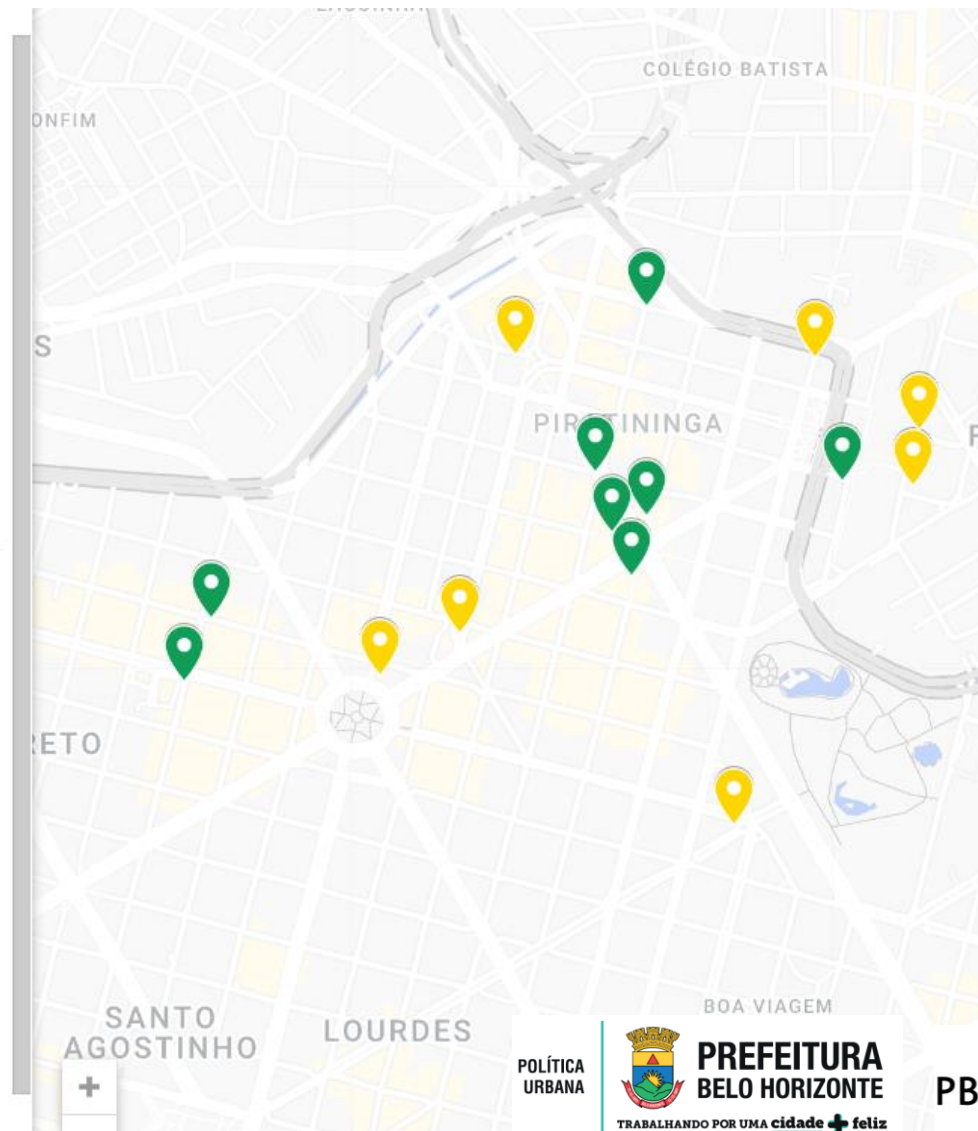 COLÉGIO BATISTA
ONFIM
S
PIRATININGA
RETO
SANTO
AGOSTINHO
LOURDES
BOA VIAGEM
+
POLÍTICA
URBANA
PREFEITURA
BELO HORIZONTE
TRABALHANDO POR UMA cidade + feliz
PB